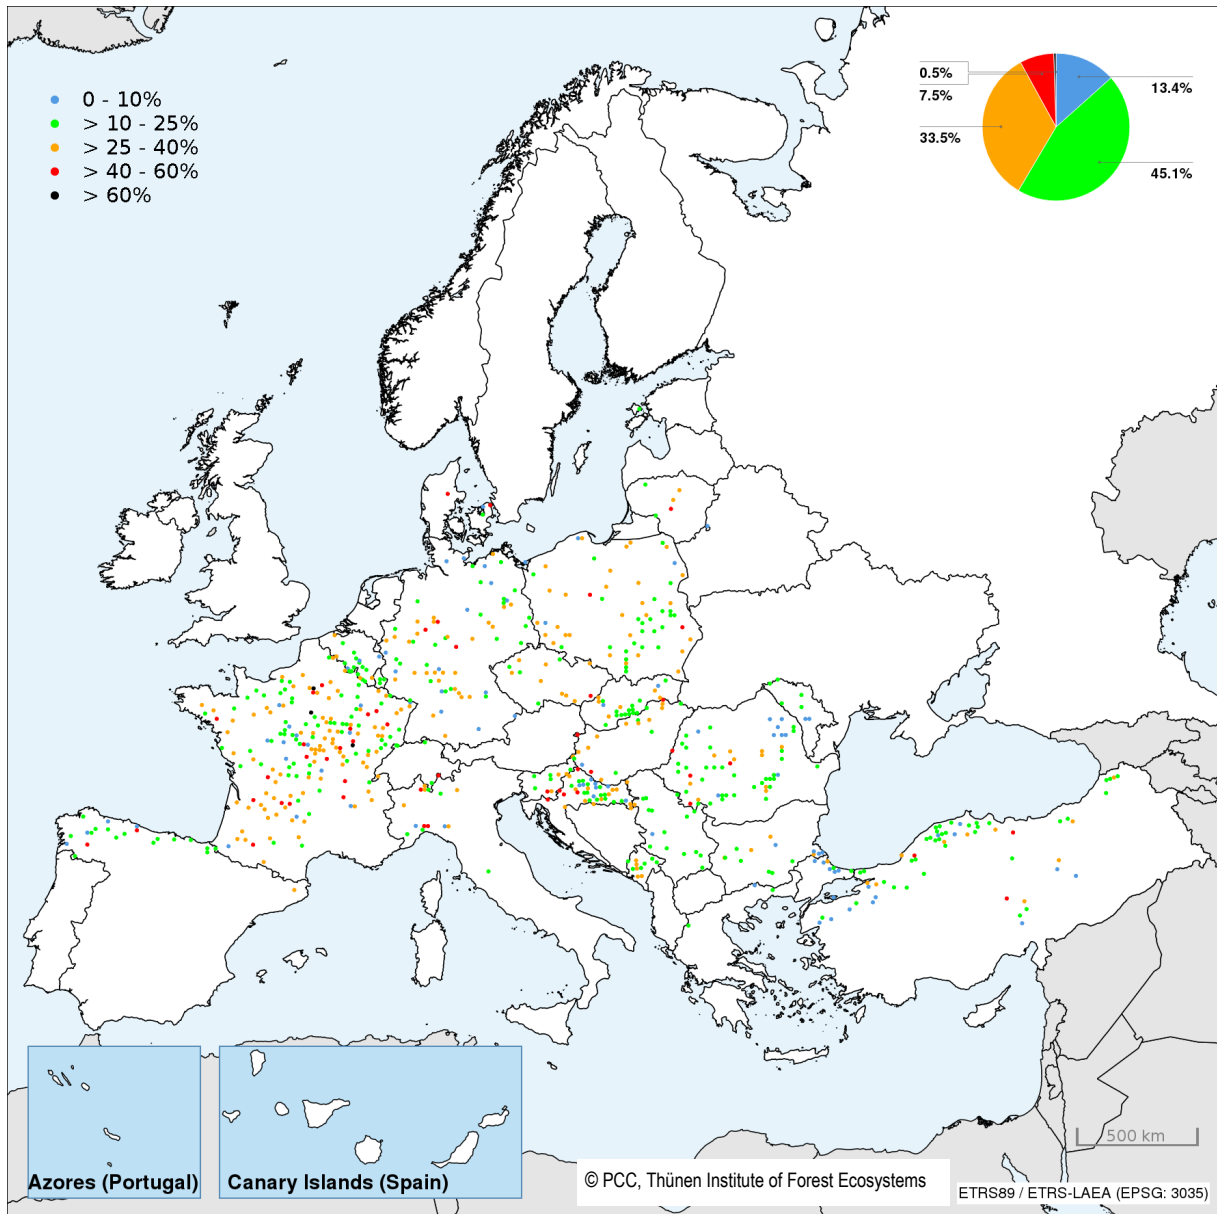 0 - 10%
> 10 - 25%
> 25 - 40%
> 40 - 60%
> 60%
0.5%
7.5%
13.4%
33.5%
45.1%
500 km
Azores (Portugal)
Canary Islands (Spain)
© PCC, Thünen Institute of Forest Ecosystems
ETRS89 / ETRS-LAEA (EPSG: 3035)